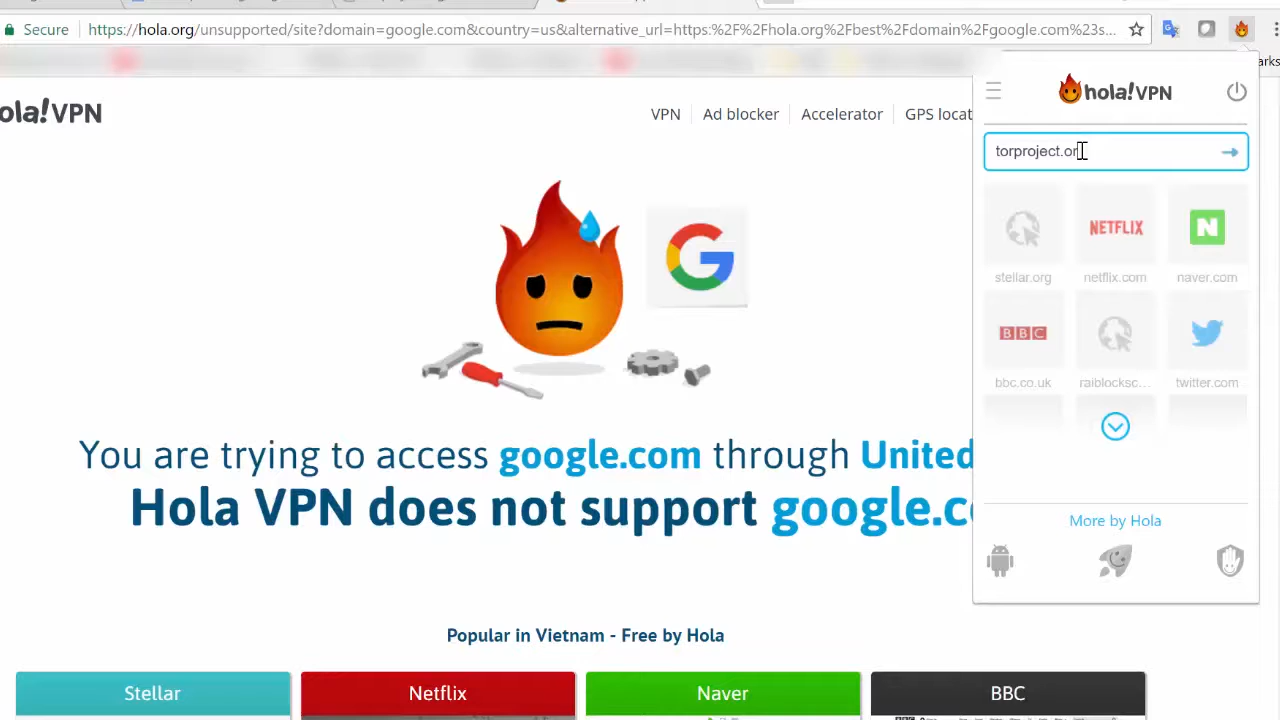 Secure
https://hola.org/unsupported/site?domain=google.com&country=us&alternative_url=https:%2F%2Fhola.org%2Fbest%2Fdomain%2Fgoogle.com%23s...
arks
ola!VPN
VPN
Ad blocker
Accelerator
GPS locat
hola!VPN
torproject.or
NETFLIX
N
stellar.org
netflix.com
naver.com
BBC
bbc.co.uk
raiblocksc...
twitter.com
G
You are trying to access google.com through United
Hola VPN does not support google.c
More by Hola
Popular in Vietnam - Free by Hola
Stellar
Netflix
Naver
BBC